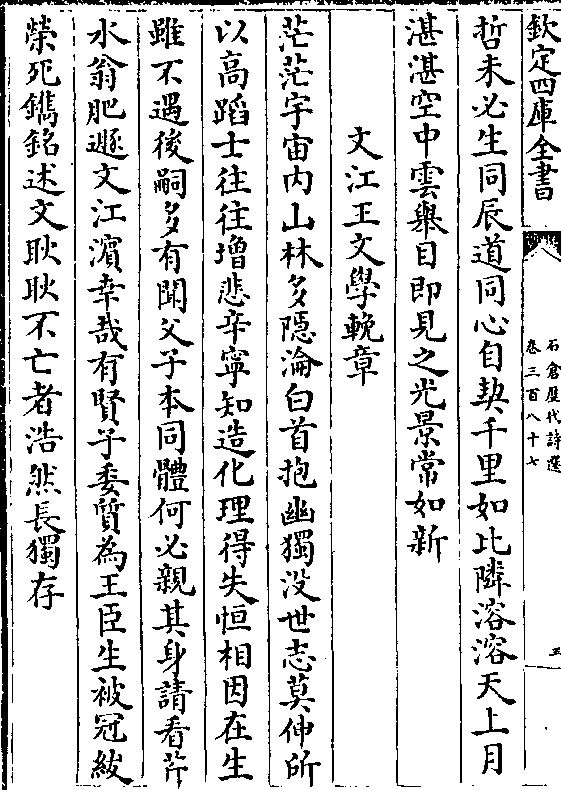 欽定四庫全書
石倉歷代詩選
卷三百八十七
五
哲未必生同辰道同心自契千里如比隣溶溶天上月
湛湛空中雲舉目即見之光景常如新
文江王文學輓章
茫茫宇宙内山林多隱淪白首抱幽獨没世志莫伸所
以高蹈士往往增悲辛寧知造化理得失恒相因在生
雖不遇後嗣多有聞父子本同體何必親其身請看芹
水翁肥遯文江濵幸哉有賢子委質為王臣生被冠紱
榮死鐫銘述文耿耿不亡者浩然長獨存